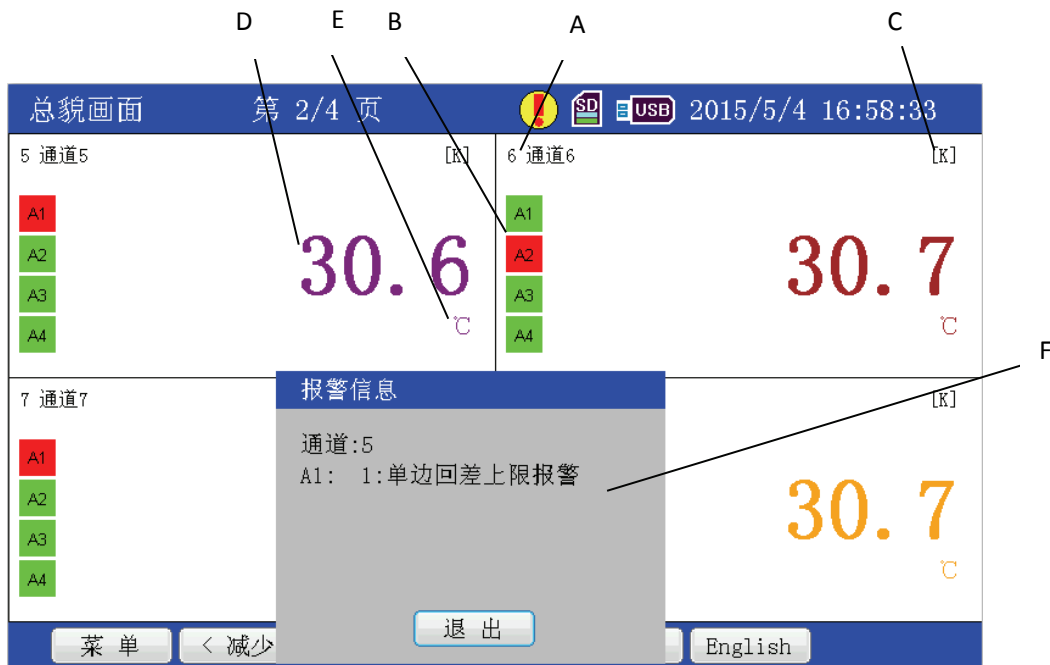 D E B A C
总貌画面 第 2/4 页 SD USB 2015/5/4 16:58:33
5 通道5 [K]
6 通道6 [K]
A1
A2
A3
A4
30.6
℃
A1
A2
A3
A4
30.7
℃
F
7 通道7
[K]
A1
A2
A3
A4
30.7
℃
报警信息
通道:5
A1: 1:单边回差上限报警
退 出
菜 单 < 减少 English